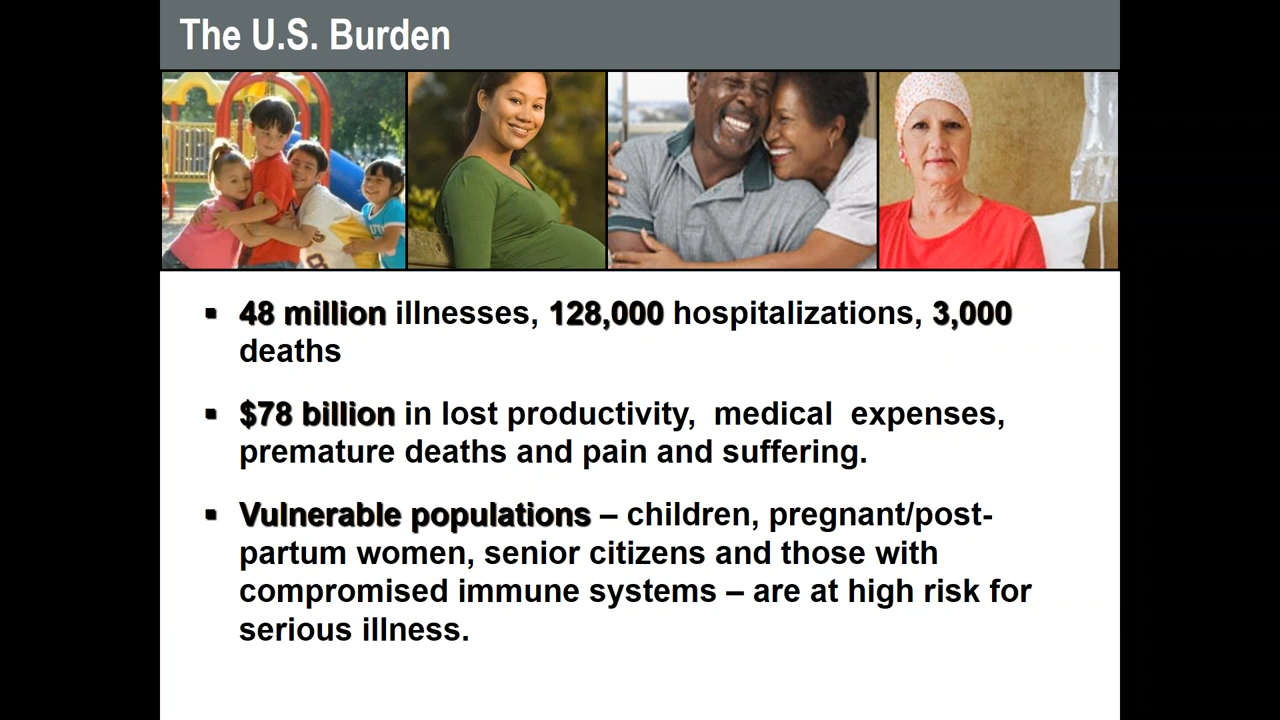 The U.S. Burden
▪ 48 million illnesses, 128,000 hospitalizations, 3,000
deaths
▪ $78 billion in lost productivity, medical expenses,
premature deaths and pain and suffering.
▪ Vulnerable populations – children, pregnant/post-
partum women, senior citizens and those with
compromised immune systems – are at high risk for
serious illness.